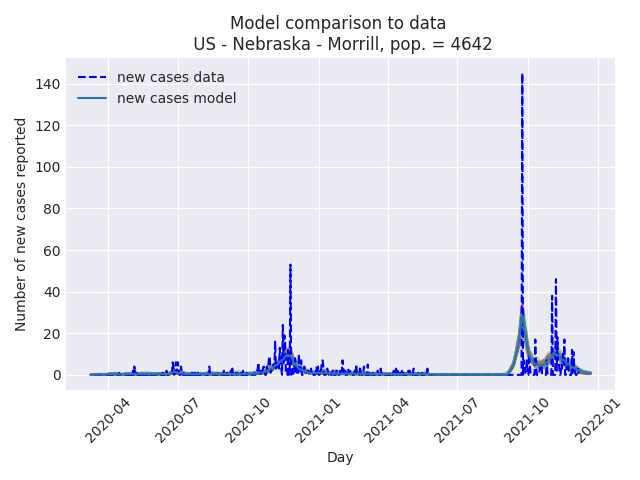 Model comparison to data
US - Nebraska - Morrill, pop. = 4642
new cases data
new cases model
Number of new cases reported
140
120
100
80
60
40
20
0
2020-04
2020-07
2020-10
2021-01
2021-04
2021-07
2021-10
2022-01
Day